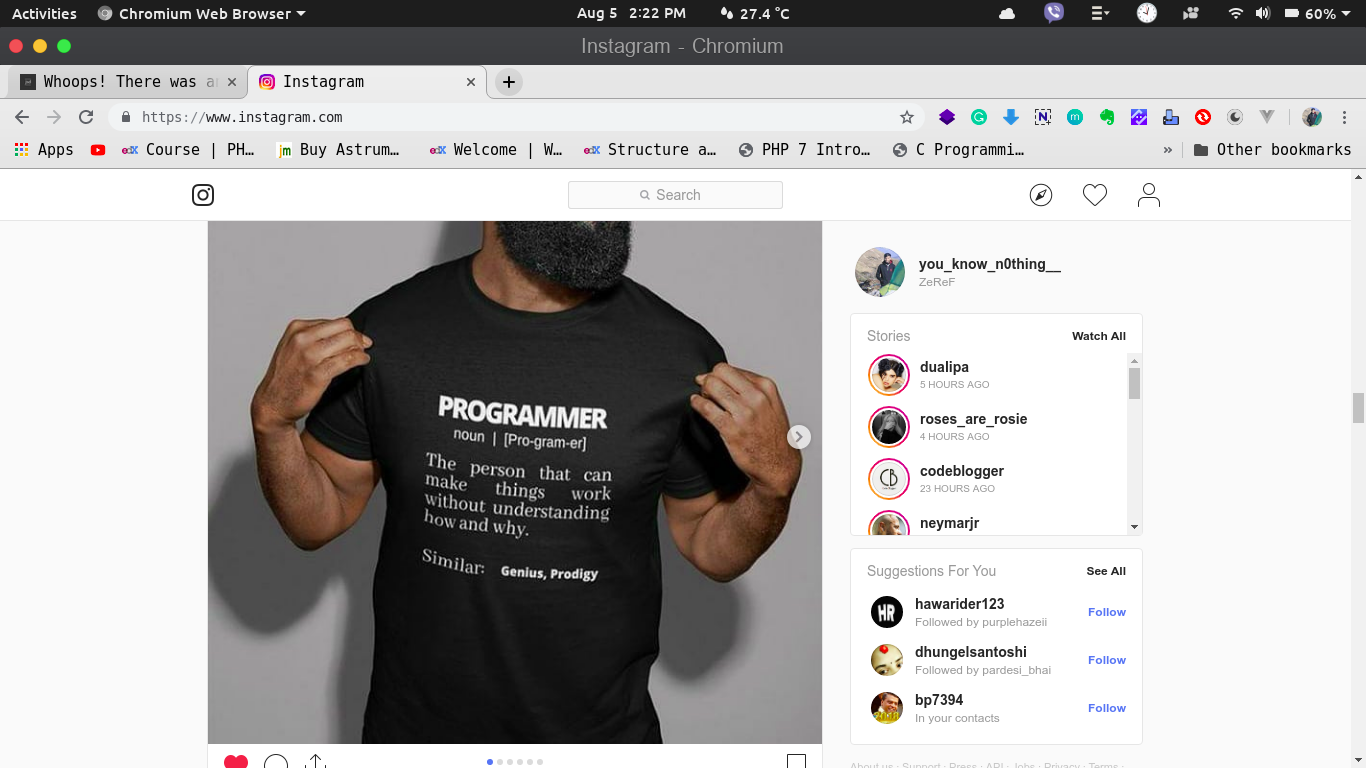 Activities Chromium Web Browser Aug 5 2:22 PM 27.4 °C 60%
Instagram - Chromium
Whoops! There was a Instagram
https://www.instagram.com
Apps Course | PH… Buy Astrum… Welcome | W… Structure a… PHP 7 Intro… C Programmi… » Other bookmarks
Search
PROGRAMMER
noun | [Pro-gram-er]
The person that can
make things work
without understanding
how and why.
Similar: Genius, Prodigy
you_know_n0thing__
ZeReF
Stories Watch All
dualipa
5 HOURS AGO
roses_are_rosie
4 HOURS AGO
codeblogger
23 HOURS AGO
neymarjr
Suggestions For You See All
HR
hawarider123 Follow
Followed by purplehazeii
dhungelsantoshi Follow
Followed by pardesi_bhai
bp7394 Follow
In your contacts
About us · Support · Press · API · Jobs · Privacy · Terms ·